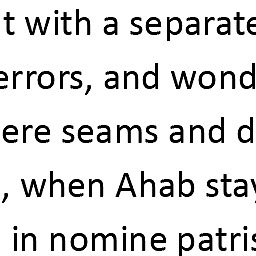 t with a separate
errors, and wond
ere seams and d
, when Ahab stay
in nomine patris